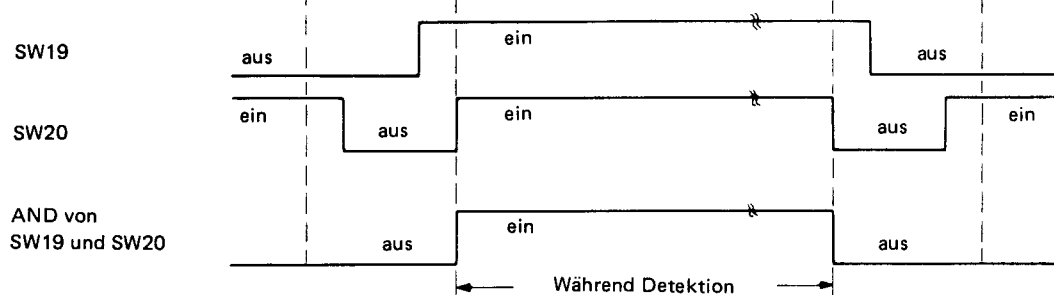 SW19
aus
ein
aus
SW20
ein
aus
ein
aus
ein
AND von
SW19 und SW20
aus
ein
aus
Während Detektion